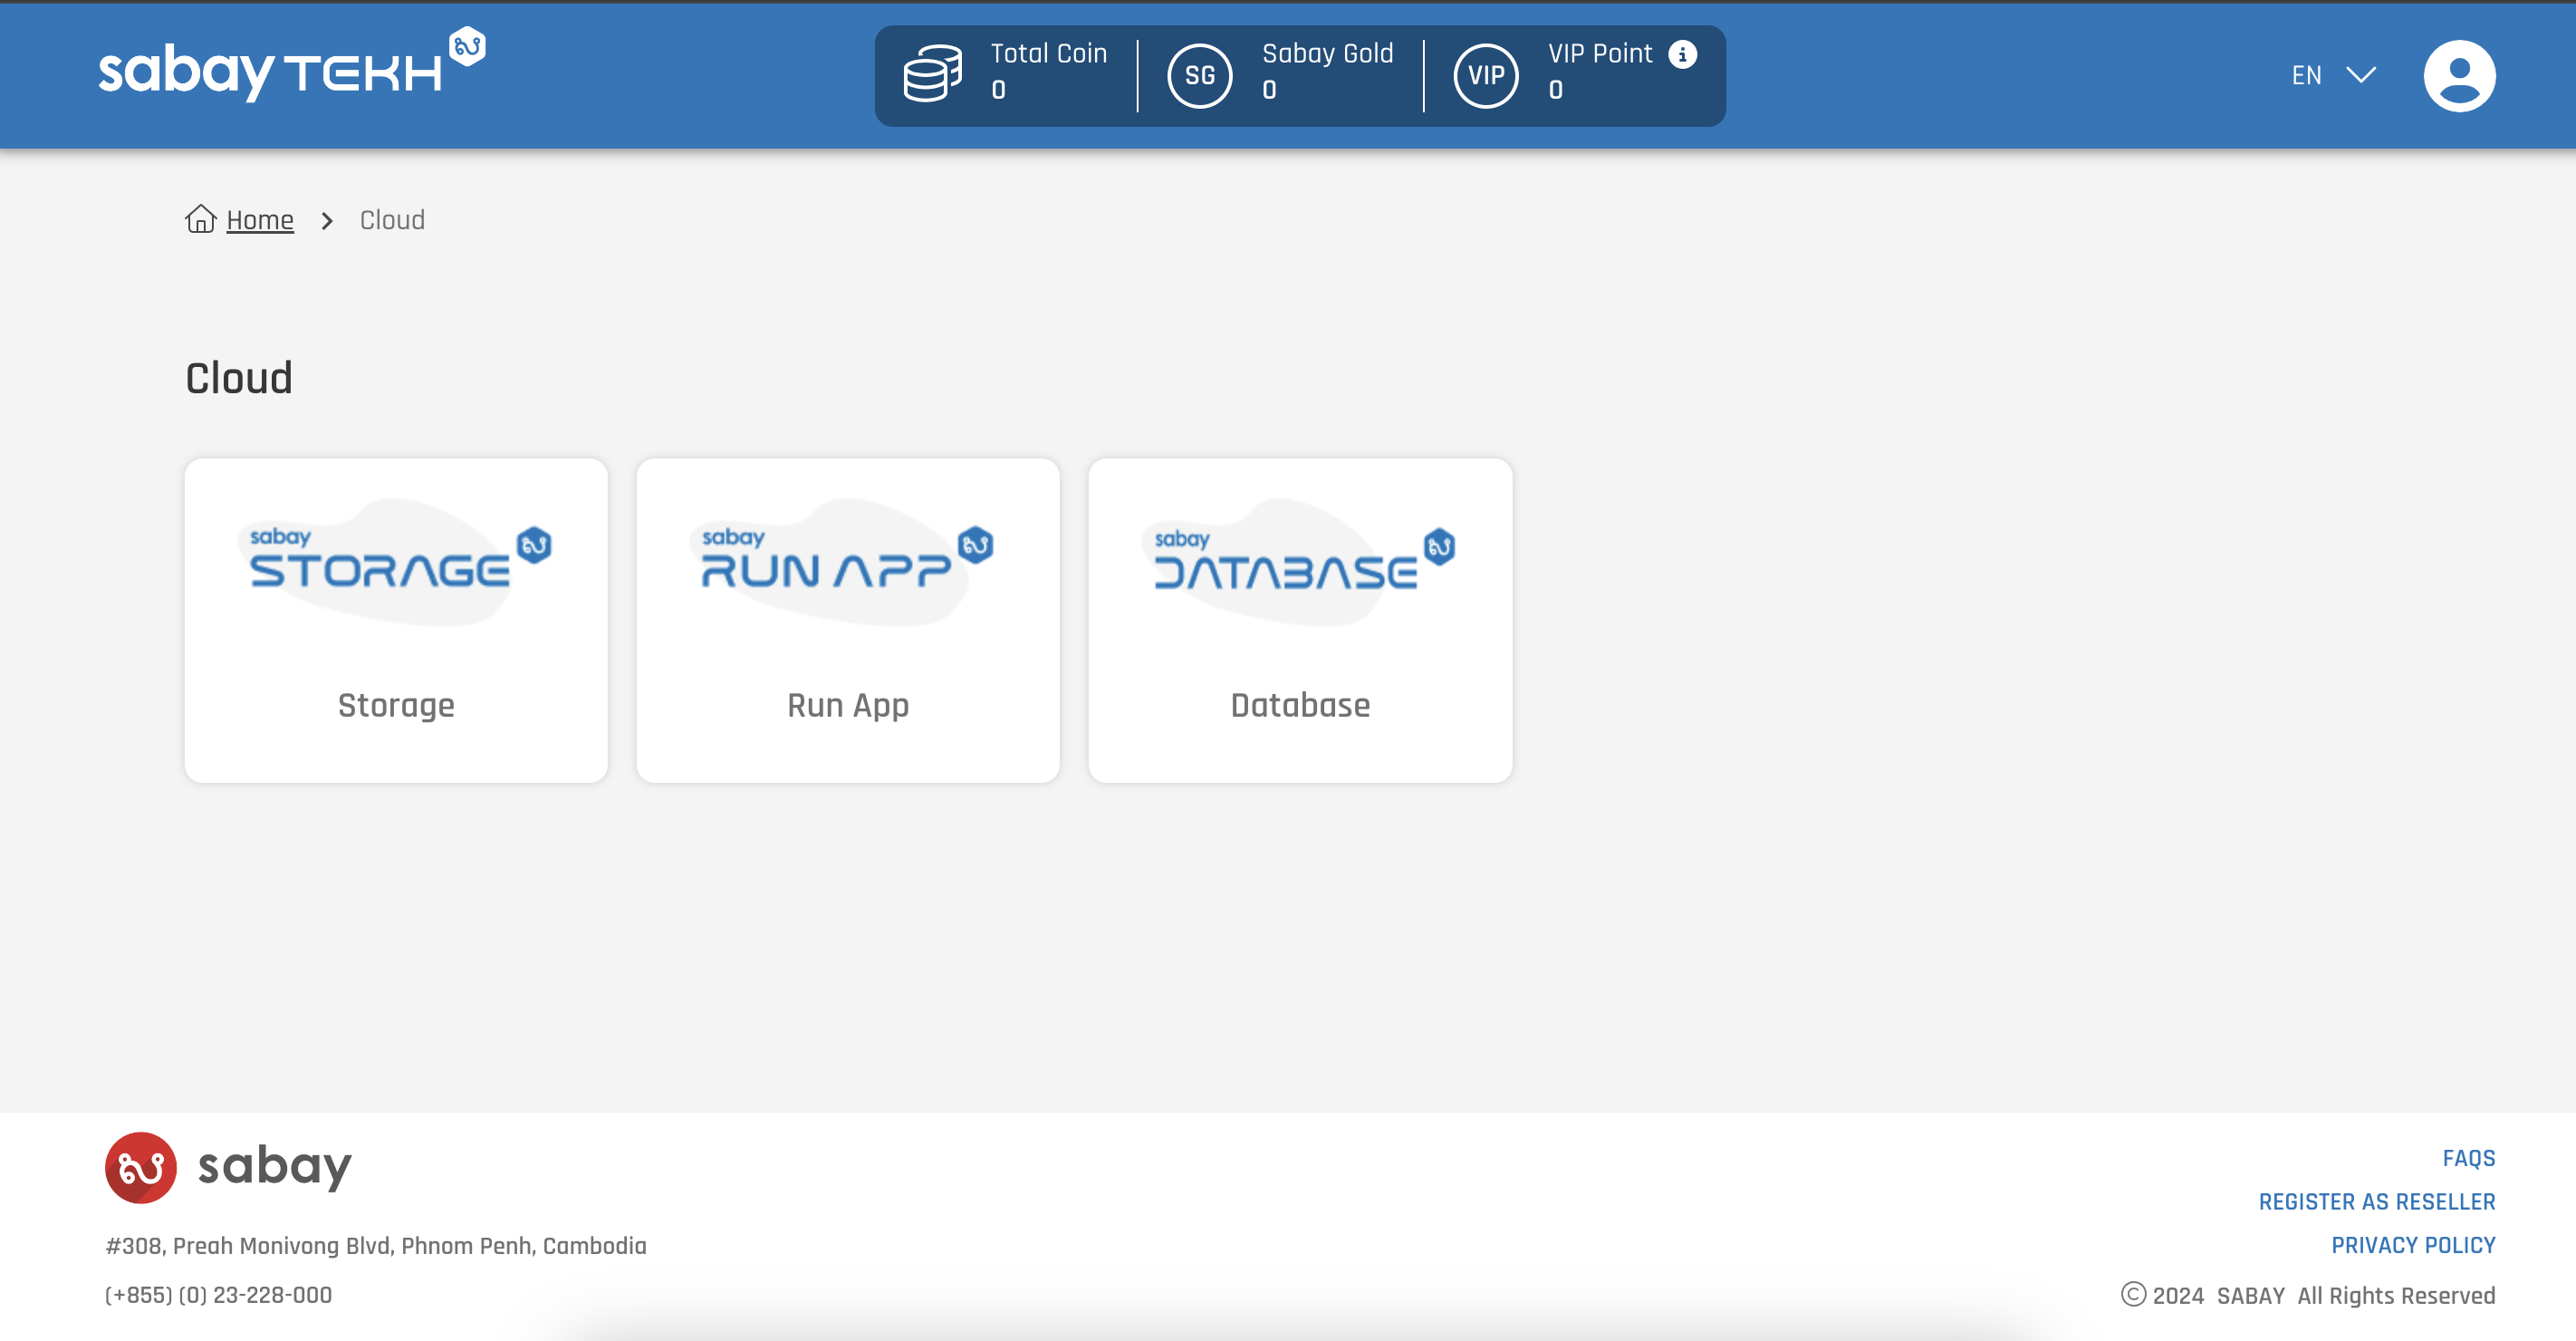 sabay TEKH
Total Coin
0
SG
Sabay Gold
0
VIP
VIP Point
0
EN
Home
Cloud
Cloud
sabay
STORAGE
Storage
sabay
RUN APP
Run App
sabay
DATABASE
Database
sabay
#308, Preah Monivong Blvd, Phnom Penh, Cambodia
(+855) (0) 23-228-000
FAQS
REGISTER AS RESELLER
PRIVACY POLICY
© 2024 SABAY All Rights Reserved